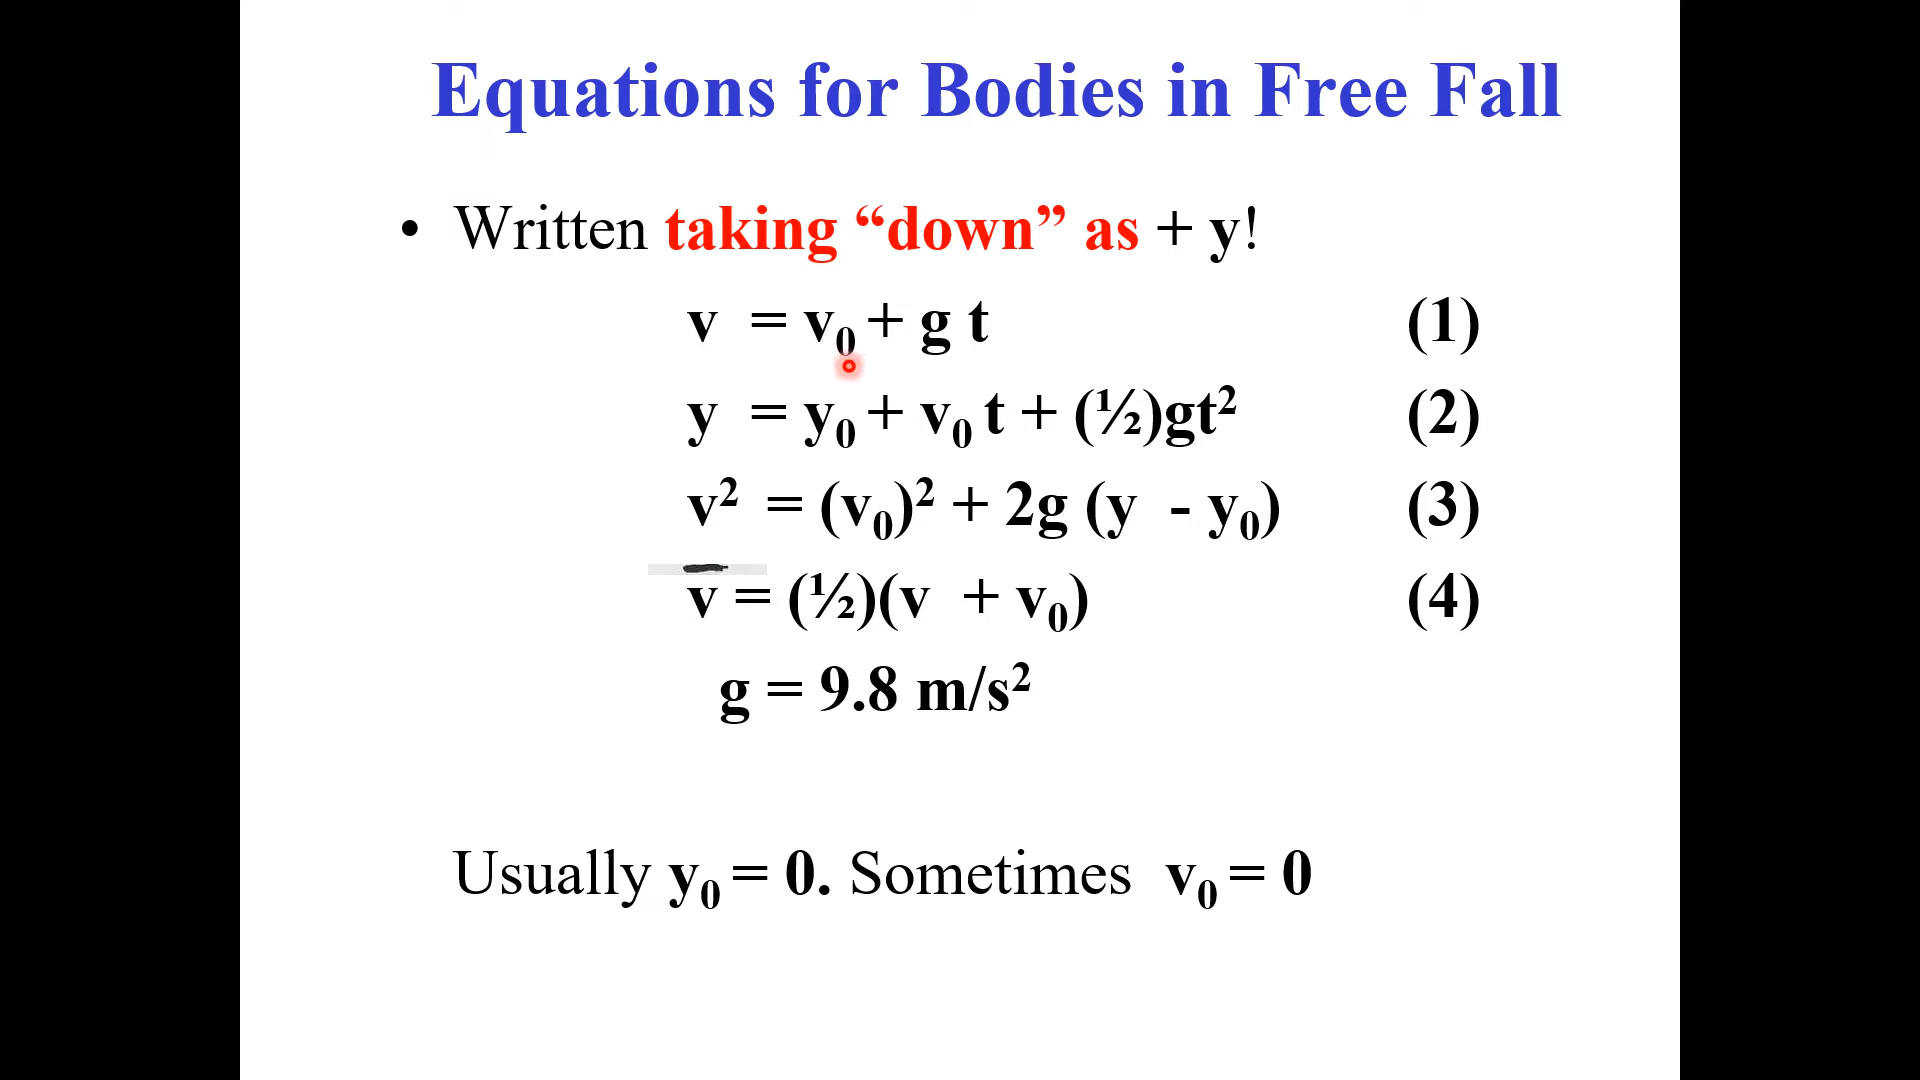 Equations for Bodies in Free Fall
• Written taking “down” as + y!
v = v₀ + g t (1)
y = y₀ + v₀ t + (½)gt² (2)
v² = (v₀)² + 2g (y - y₀) (3)
v̅ = (½)(v + v₀) (4)
g = 9.8 m/s²
Usually y₀ = 0. Sometimes v₀ = 0